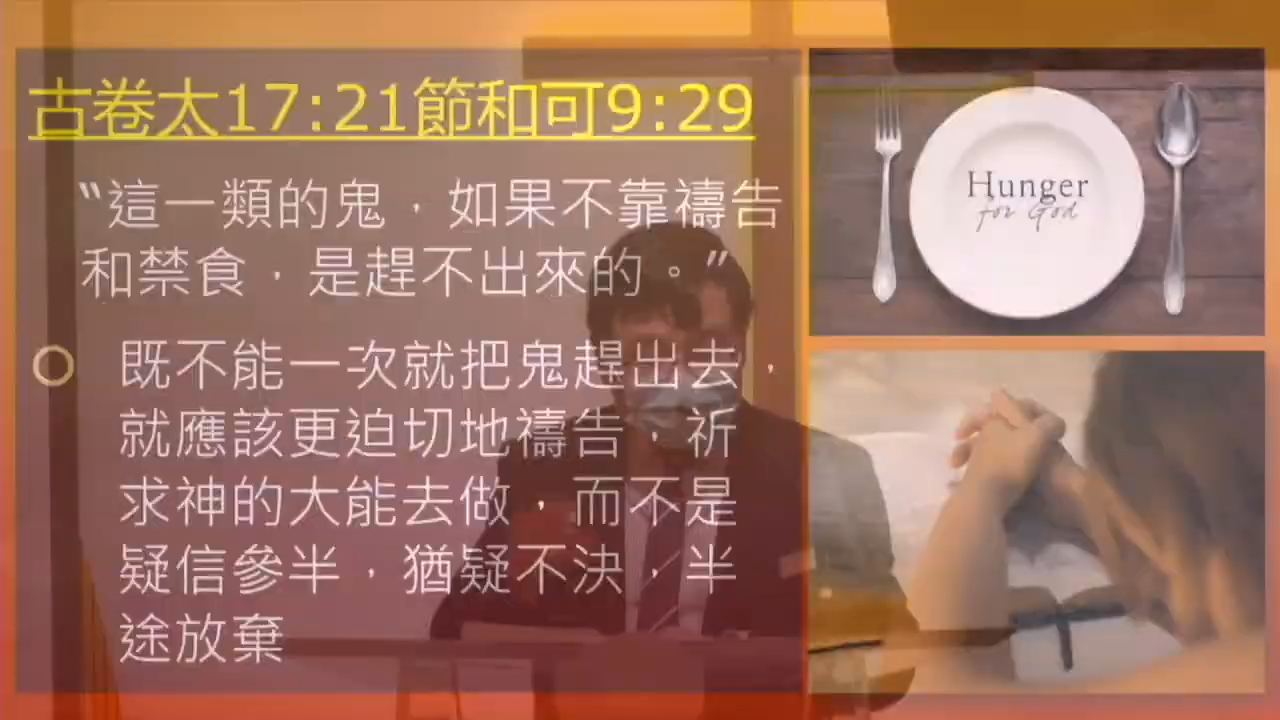 古卷太17:21節和可9:29
“這一類的鬼，如果不靠禱告
和禁食，是趕不出來的。”
既不能一次就把鬼趕出去，
就應該更迫切地禱告，祈
求神的大能去做，而不是
疑信參半，猶疑不決，半
途放棄
Hunger
for God